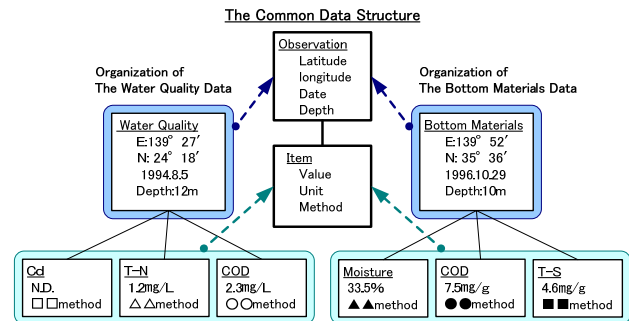 The Common Data Structure
Observation
Latitude
longitude
Date
Depth
Organization of
The Water Quality Data
Organization of
The Bottom Materials Data
Water Quality
E:139° 27′
N: 24° 18′
1994.8.5
Depth:12m
Item
Value
Unit
Method
Bottom Materials
E:139° 52′
N: 35° 36′
1996.10.29
Depth:10m
Cd
N.D.
□□method
T-N
1.2mg/L
△△method
COD
2.3mg/L
○○method
Moisture
33.5%
▲▲method
COD
7.5mg/g
●●method
T-S
4.6mg/g
■■method